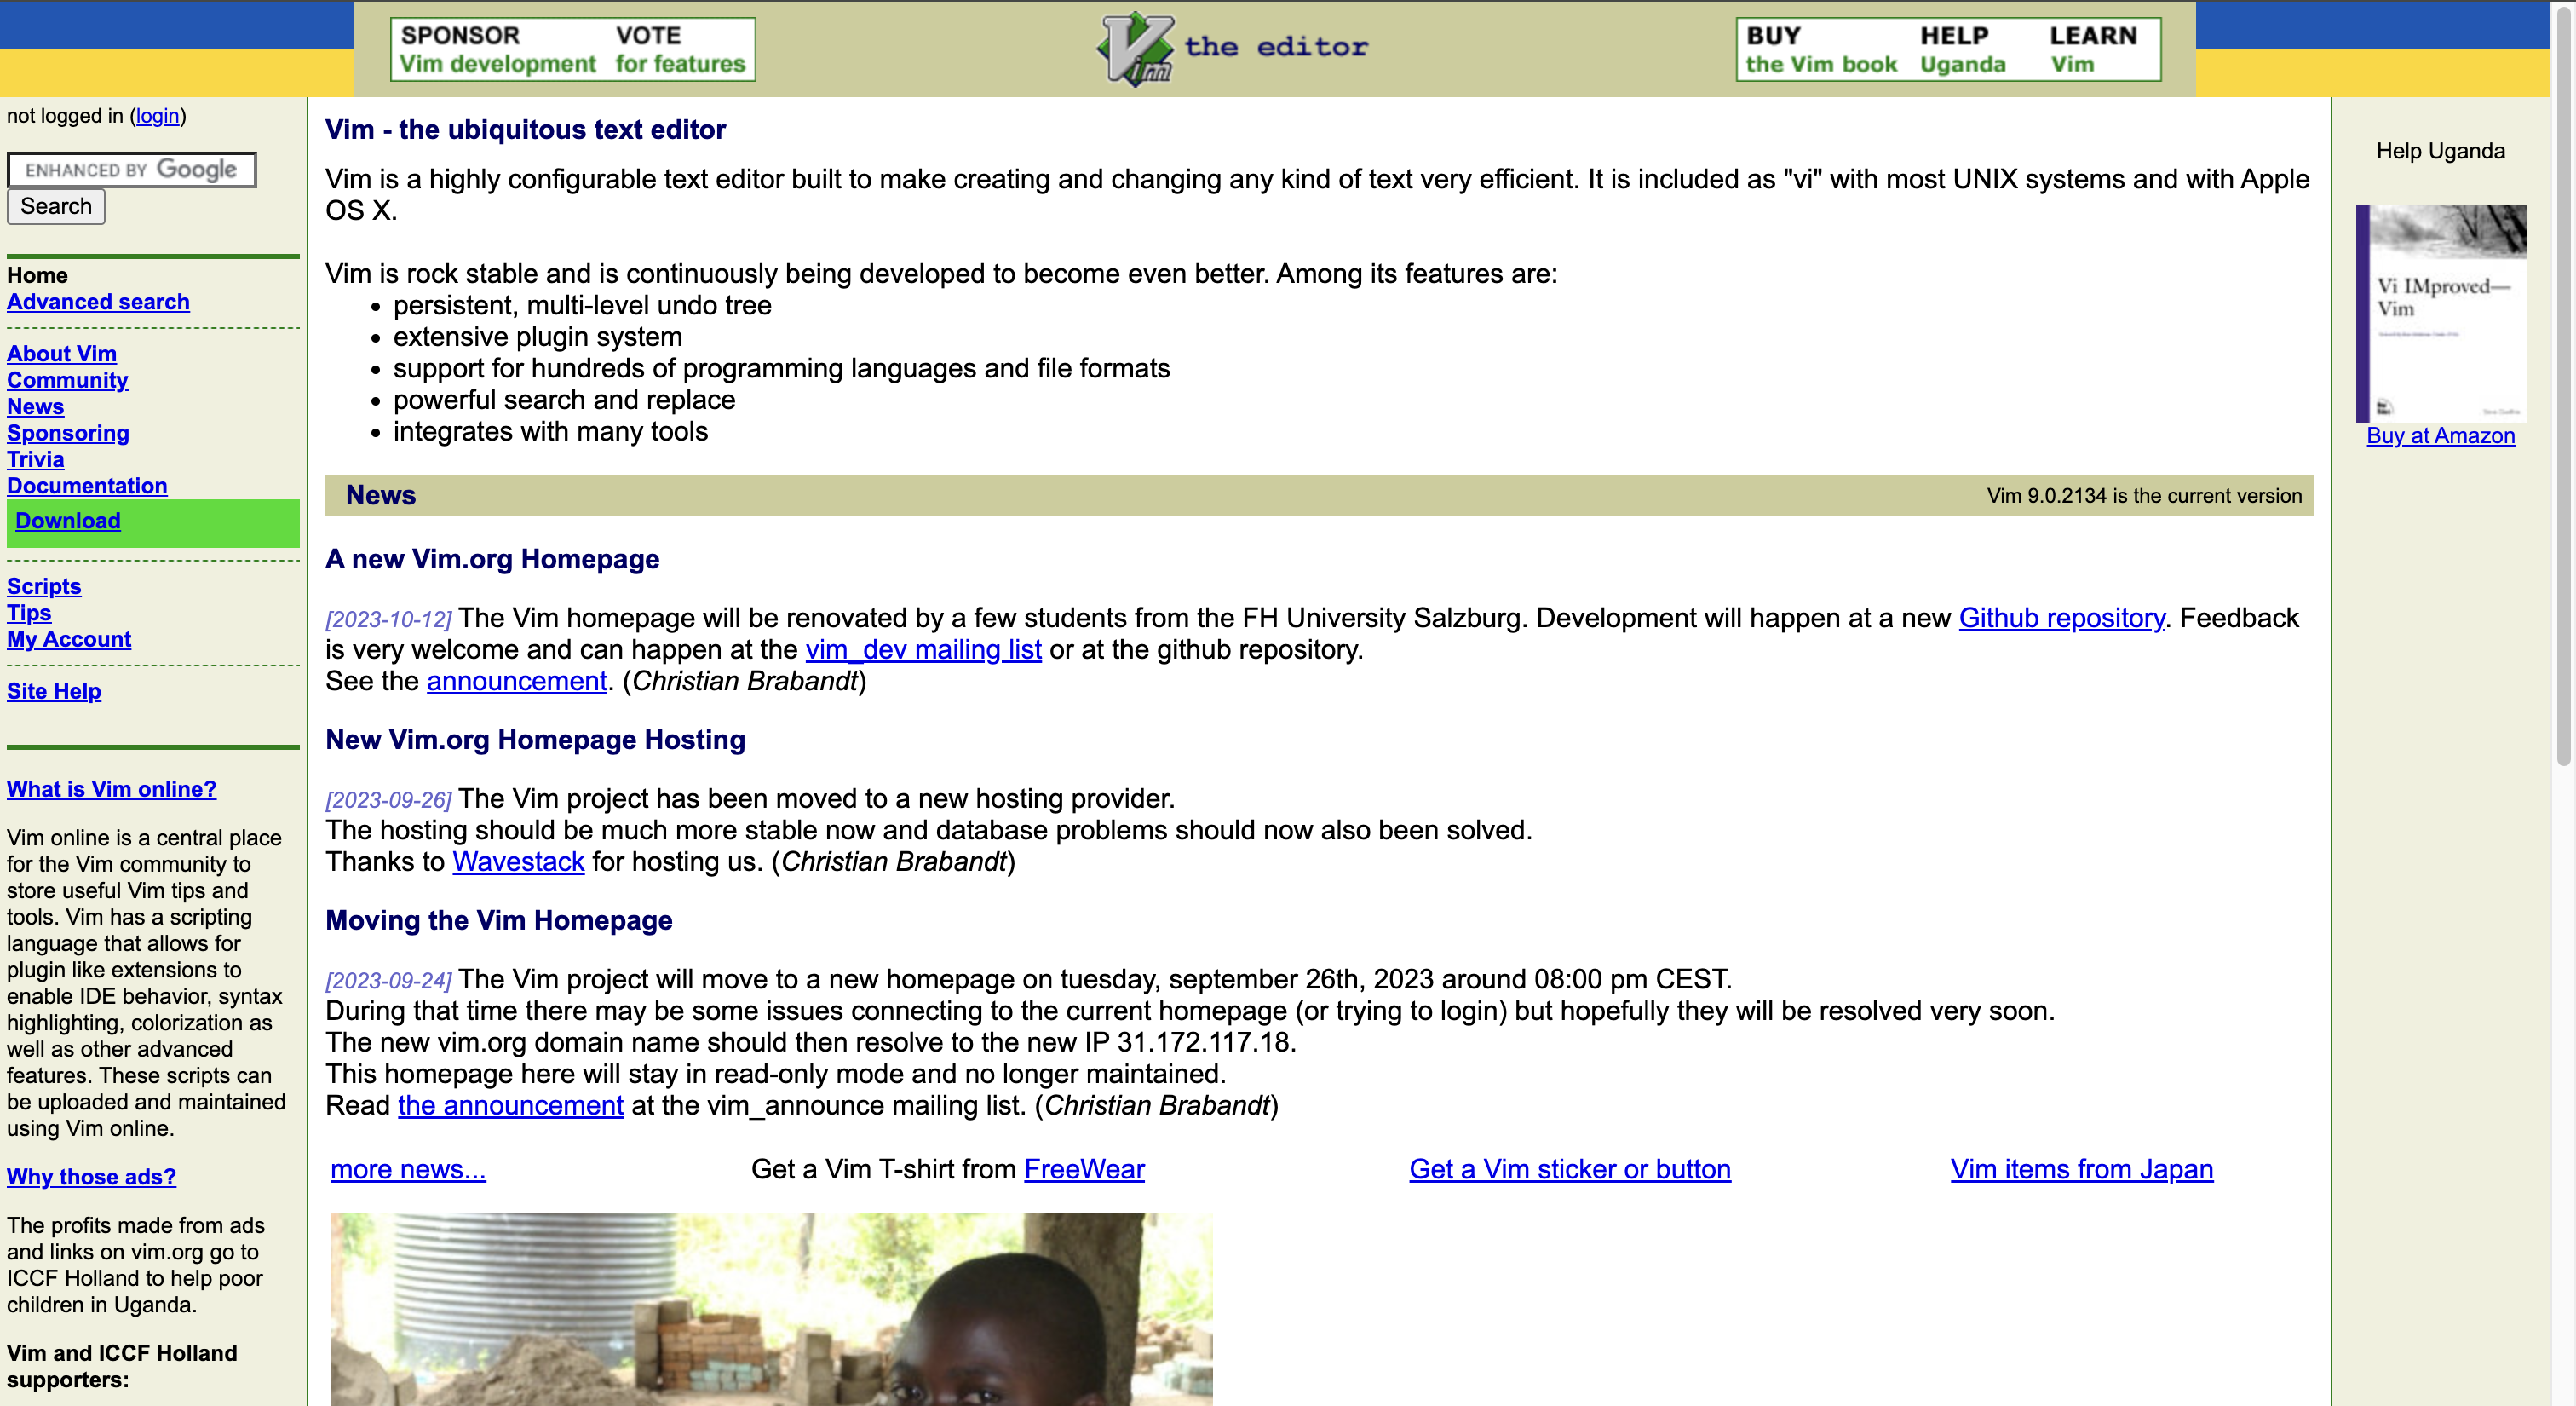 SPONSOR VOTE
Vim development for features
Vim the editor
BUY HELP LEARN
the Vim book Uganda Vim
not logged in (login)
ENHANCED BY Google
Search
Home
Advanced search
About Vim
Community
News
Sponsoring
Trivia
Documentation
Download
Scripts
Tips
My Account
Site Help
What is Vim online?
Vim online is a central place
for the Vim community to
store useful Vim tips and
tools. Vim has a scripting
language that allows for
plugin like extensions to
enable IDE behavior, syntax
highlighting, colorization as
well as other advanced
features. These scripts can
be uploaded and maintained
using Vim online.
Why those ads?
The profits made from ads
and links on vim.org go to
ICCF Holland to help poor
children in Uganda.
Vim and ICCF Holland
supporters:
Vim - the ubiquitous text editor
Vim is a highly configurable text editor built to make creating and changing any kind of text very efficient. It is included as "vi" with most UNIX systems and with Apple
OS X.
Vim is rock stable and is continuously being developed to become even better. Among its features are:
• persistent, multi-level undo tree
• extensive plugin system
• support for hundreds of programming languages and file formats
• powerful search and replace
• integrates with many tools
News Vim 9.0.2134 is the current version
A new Vim.org Homepage
[2023-10-12] The Vim homepage will be renovated by a few students from the FH University Salzburg. Development will happen at a new Github repository. Feedback
is very welcome and can happen at the vim_dev mailing list or at the github repository.
See the announcement. (Christian Brabandt)
New Vim.org Homepage Hosting
[2023-09-26] The Vim project has been moved to a new hosting provider.
The hosting should be much more stable now and database problems should now also been solved.
Thanks to Wavestack for hosting us. (Christian Brabandt)
Moving the Vim Homepage
[2023-09-24] The Vim project will move to a new homepage on tuesday, september 26th, 2023 around 08:00 pm CEST.
During that time there may be some issues connecting to the current homepage (or trying to login) but hopefully they will be resolved very soon.
The new vim.org domain name should then resolve to the new IP 31.172.117.18.
This homepage here will stay in read-only mode and no longer maintained.
Read the announcement at the vim_announce mailing list. (Christian Brabandt)
more news... Get a Vim T-shirt from FreeWear Get a Vim sticker or button Vim items from Japan
Help Uganda
Vi IMproved—
Vim
Buy at Amazon